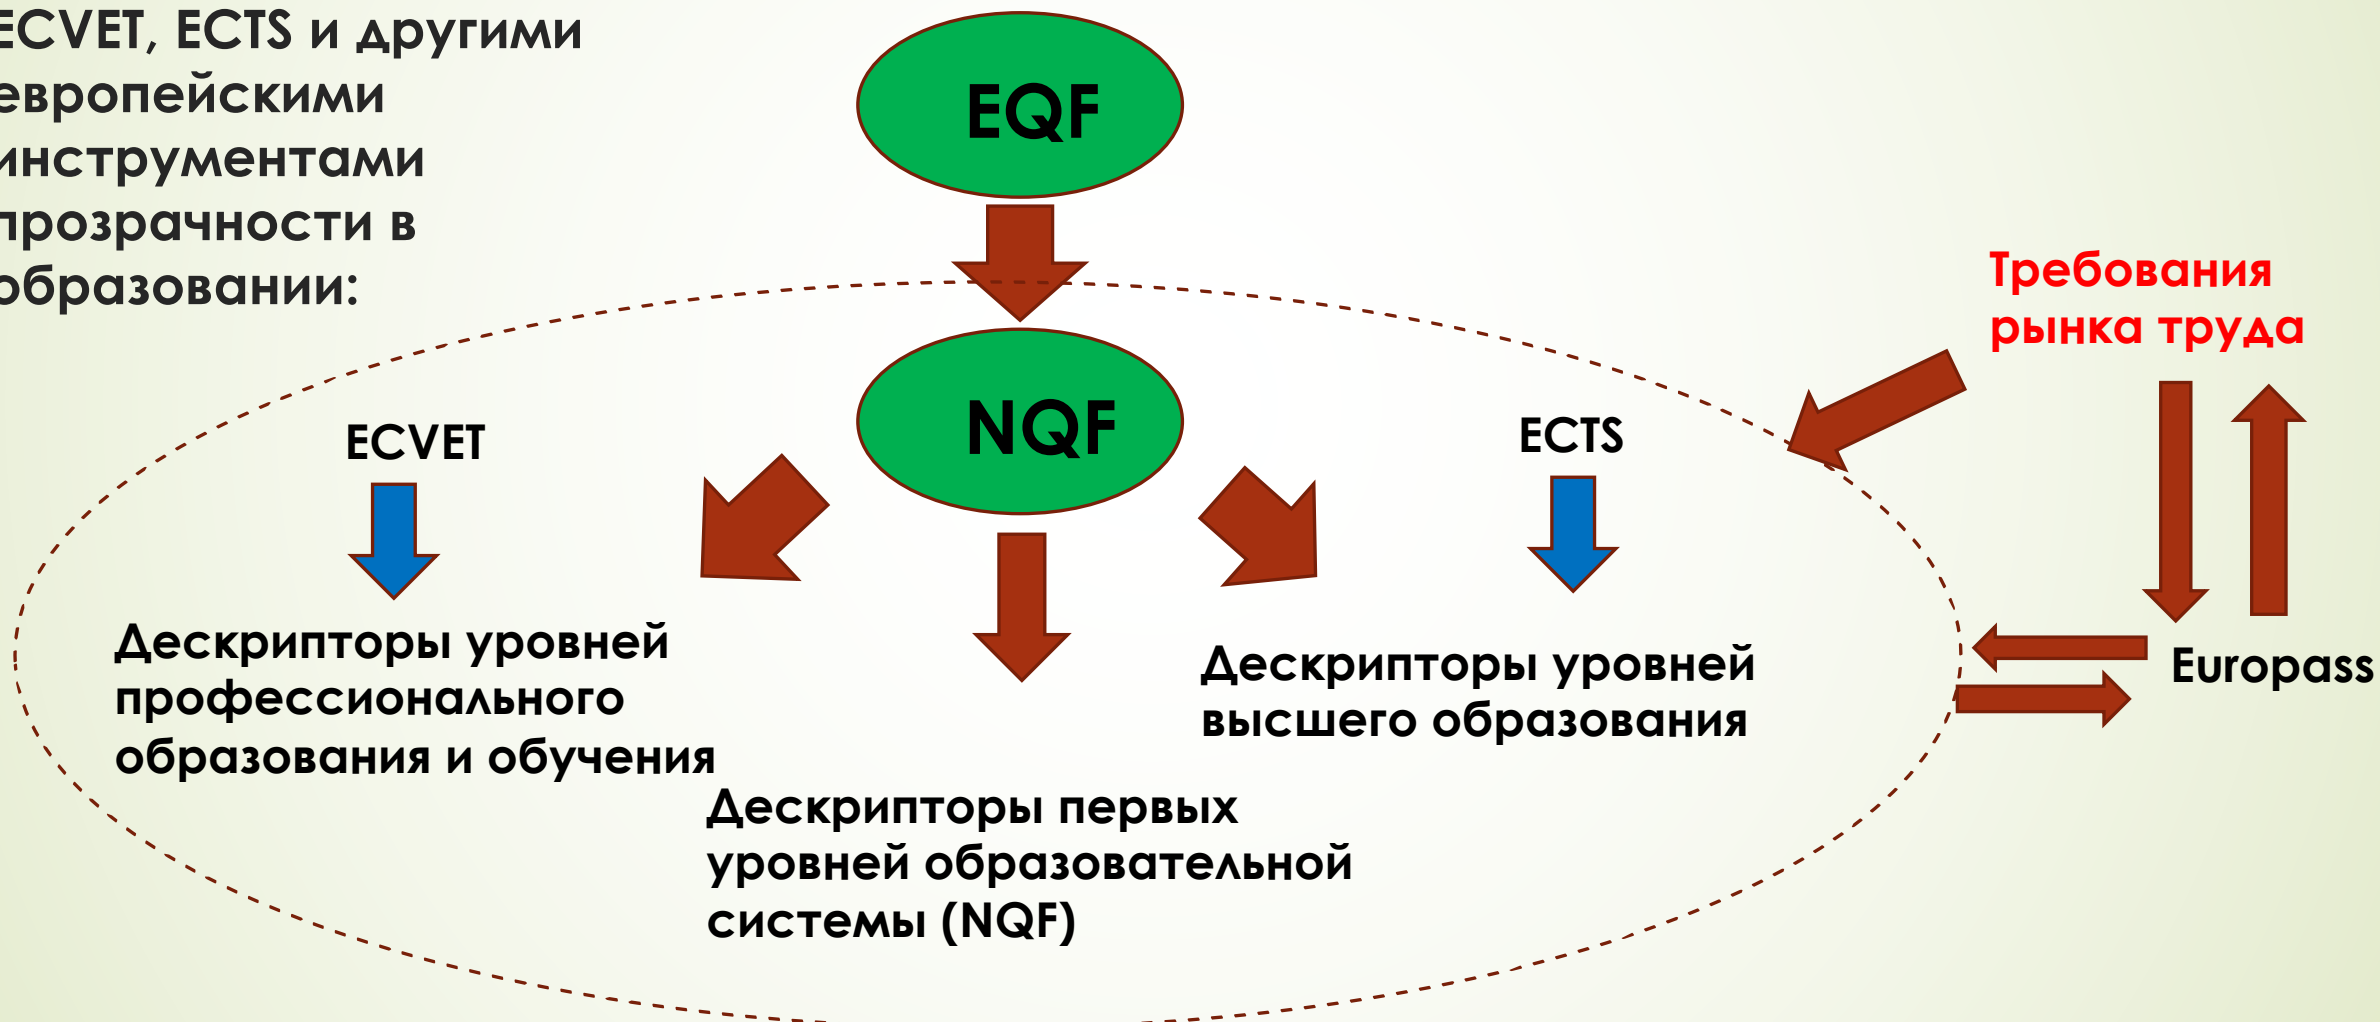 ECVET, ECTS и другими
европейскими
инструментами
прозрачности в
образовании:
EQF
NQF
Требования
рынка труда
ECVET
ECTS
Дескрипторы уровней
профессионального
образования и обучения
Дескрипторы уровней
высшего образования
Europass
Дескрипторы первых
уровней образовательной
системы (NQF)